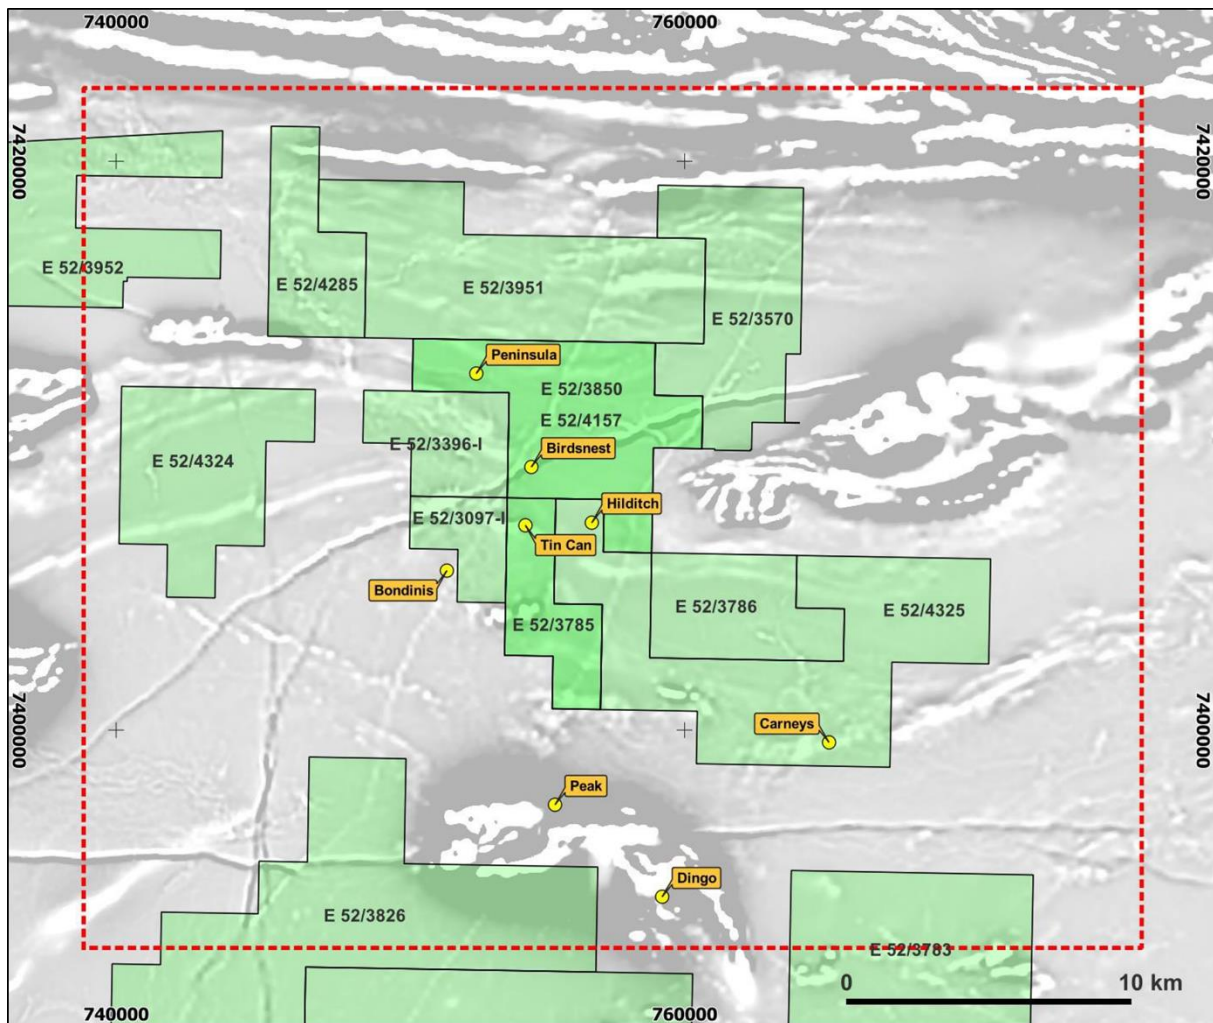 740000
760000
7420000
7420000
E 52/3952
E 52/4285
E 52/3951
E 52/3570
Peninsula
E 52/3850
E 52/4157
E 52/3396-I
Birdsnest
E 52/4324
Hilditch
E 52/3097-I
Tin Can
Bondinis
E 52/3786
E 52/4325
E 52/3785
7400000
7400000
Carneys
Peak
Dingo
E 52/3826
E 52/3783
0
10 km
740000
760000